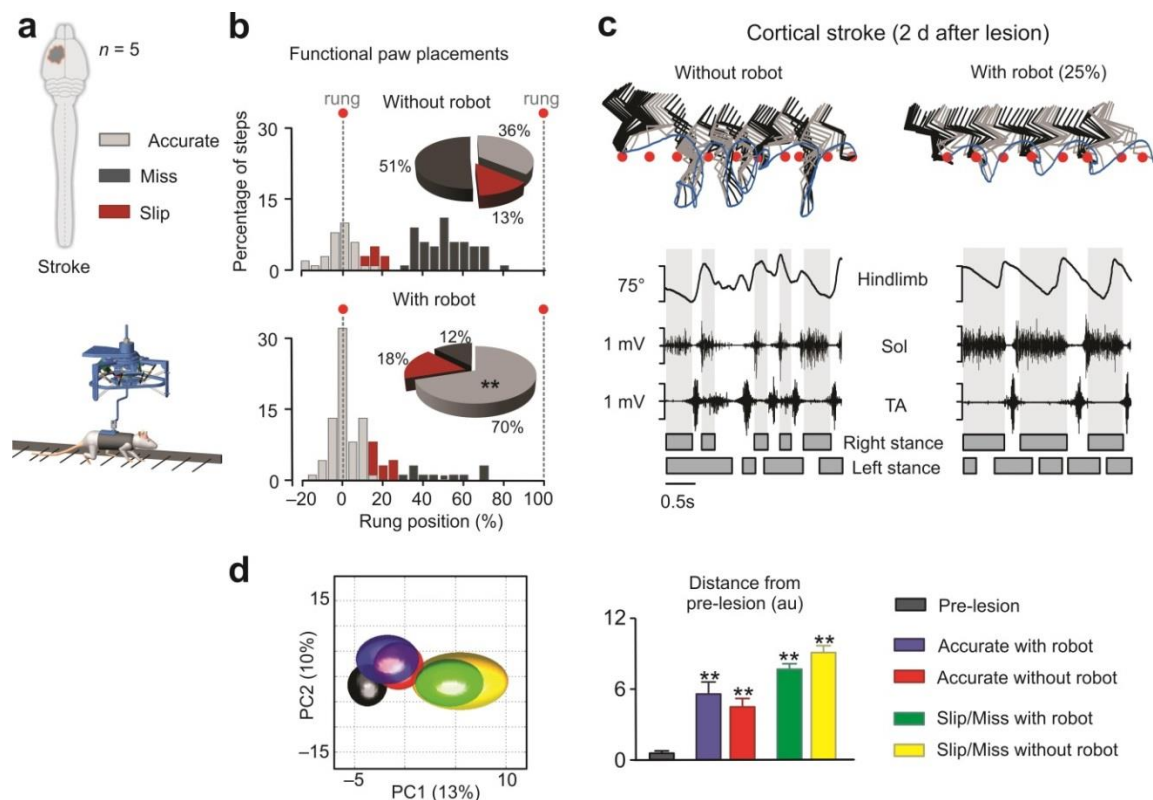 a
n = 5
Accurate
Miss
Slip
Stroke
b
Functional paw placements
rung
Without robot
rung
Percentage of steps
30
15
0
51%
36%
13%
With robot
30
15
0
18%
12%
**
70%
–20
0
20
40
60
80
100
Rung position (%)
c
Cortical stroke (2 d after lesion)
Without robot
With robot (25%)
75°
Hindlimb
1 mV
Sol
1 mV
TA
Right stance
Left stance
0.5s
d
PC2 (10%)
15
–15
–5
10
PC1 (13%)
Distance from
pre-lesion (au)
12
6
0
**
**
**
**
Pre-lesion
Accurate with robot
Accurate without robot
Slip/Miss with robot
Slip/Miss without robot